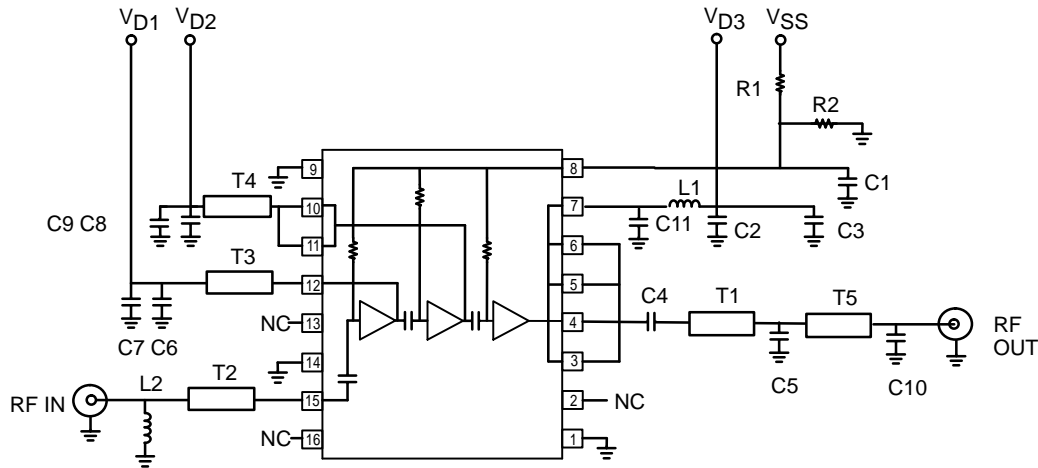 VD1
VD2
VD3
VSS
R1
R2
9
8
C1
T4
10
7
L1
C9 C8
11
6
C11
C2
C3
T3
12
5
C4
T1
T5
NC
13
4
RF
OUT
C7 C6
14
3
C5
C10
L2
T2
RF IN
15
2
NC
NC
16
1